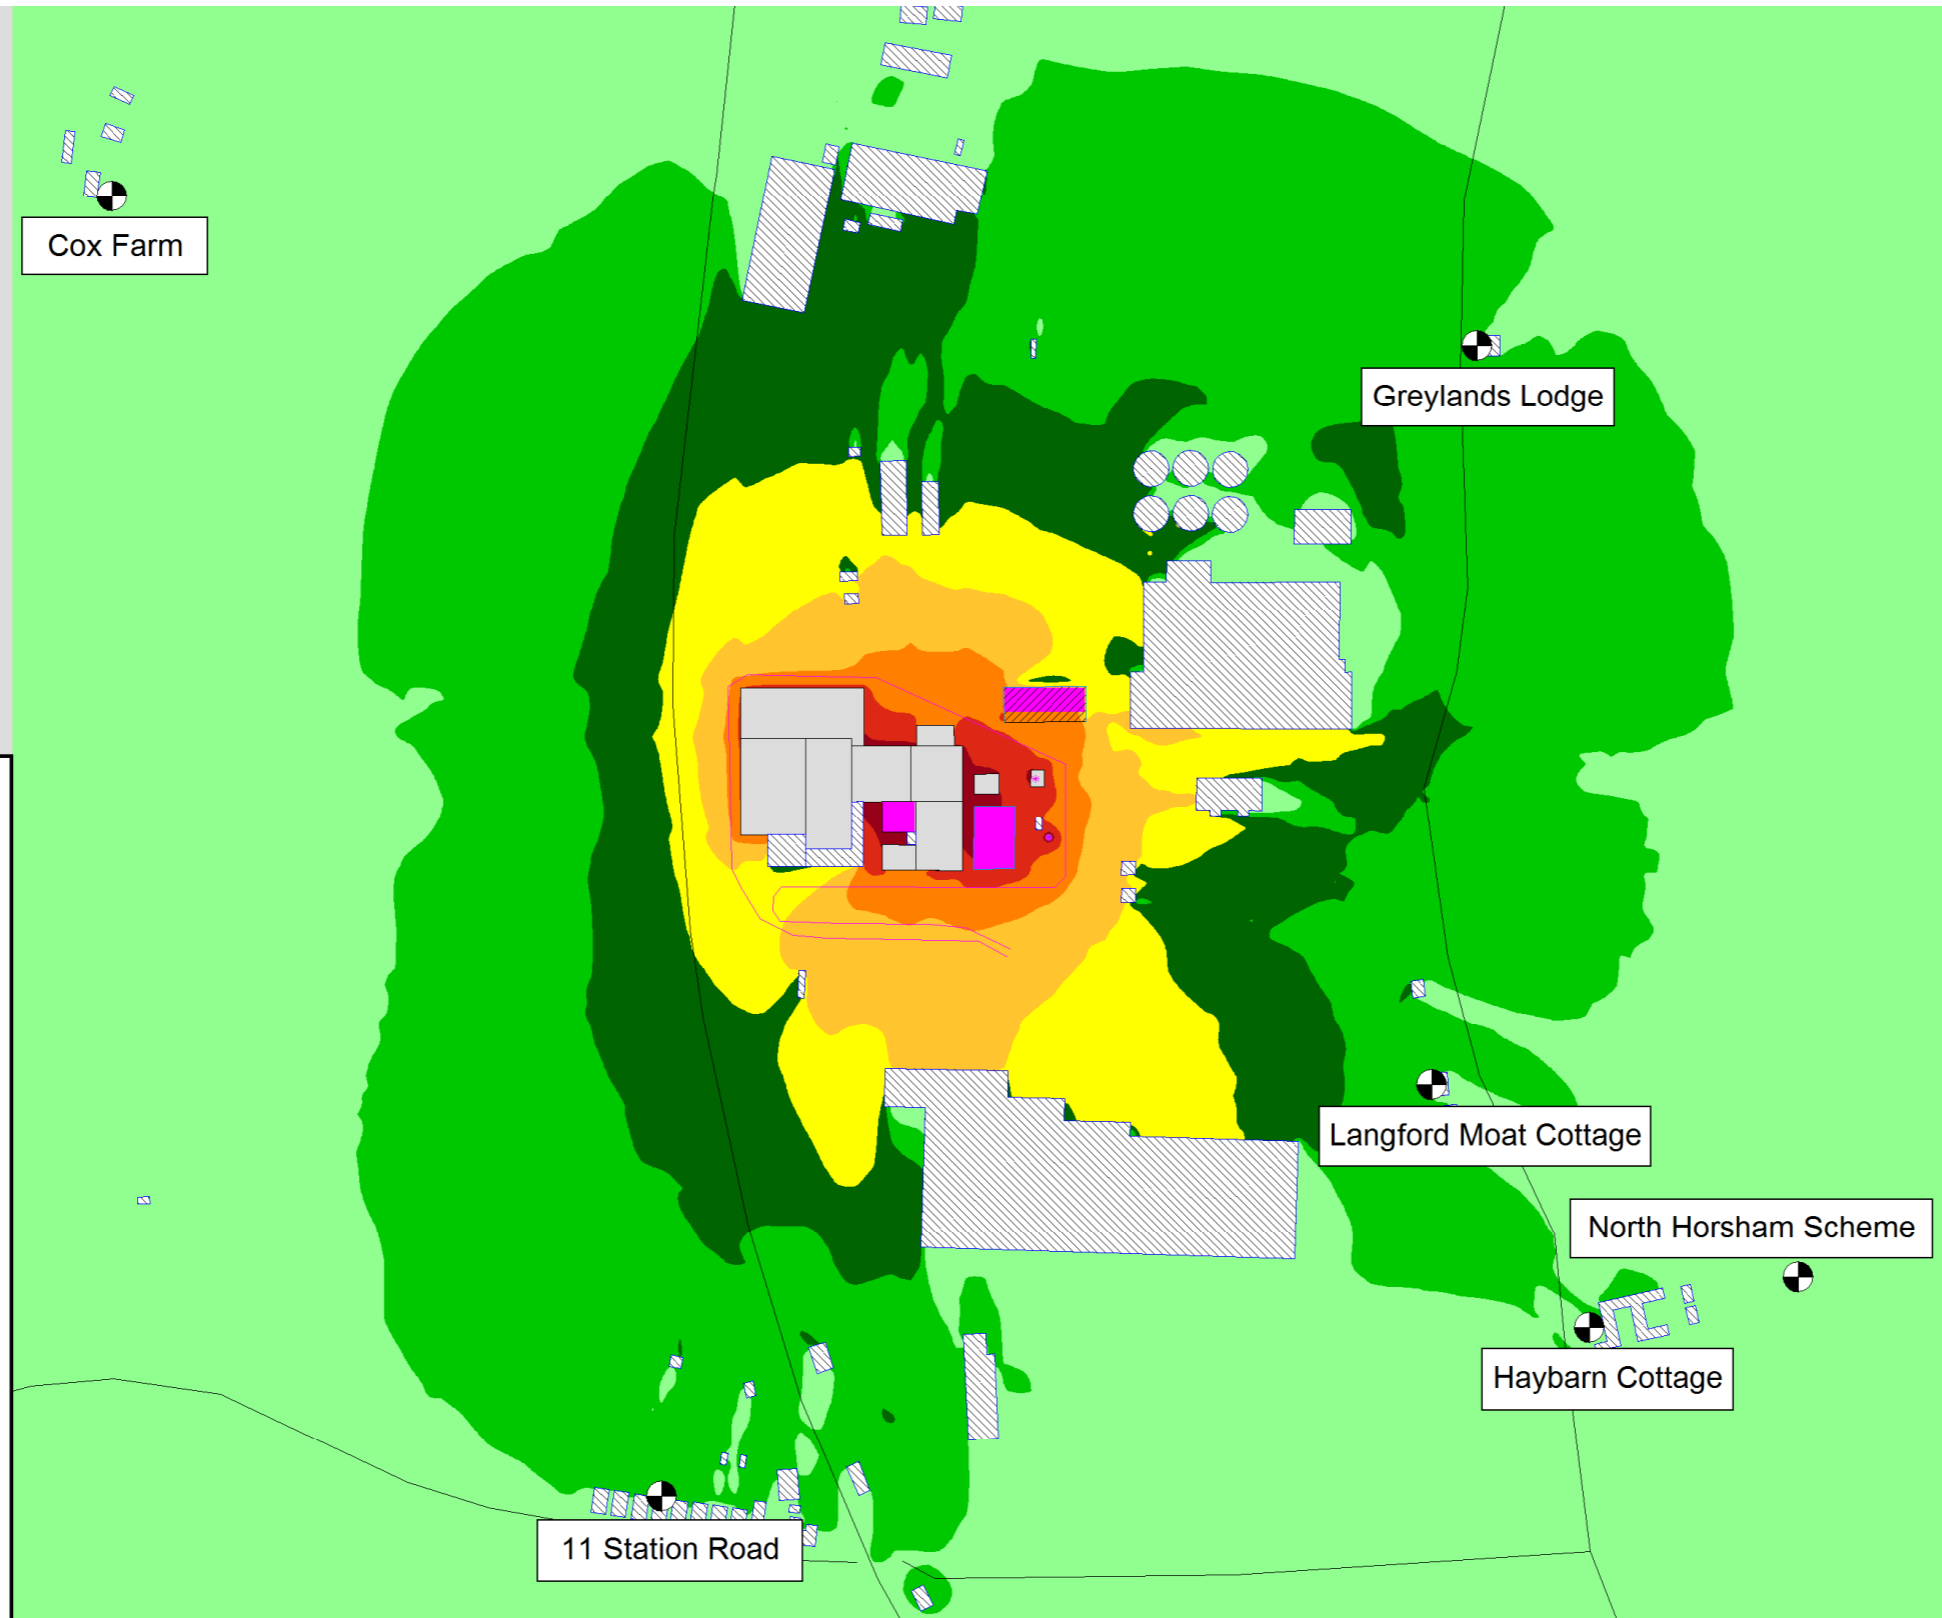 Cox Farm
Greylands Lodge
Langford Moat Cottage
North Horsham Scheme
Haybarn Cottage
11 Station Road